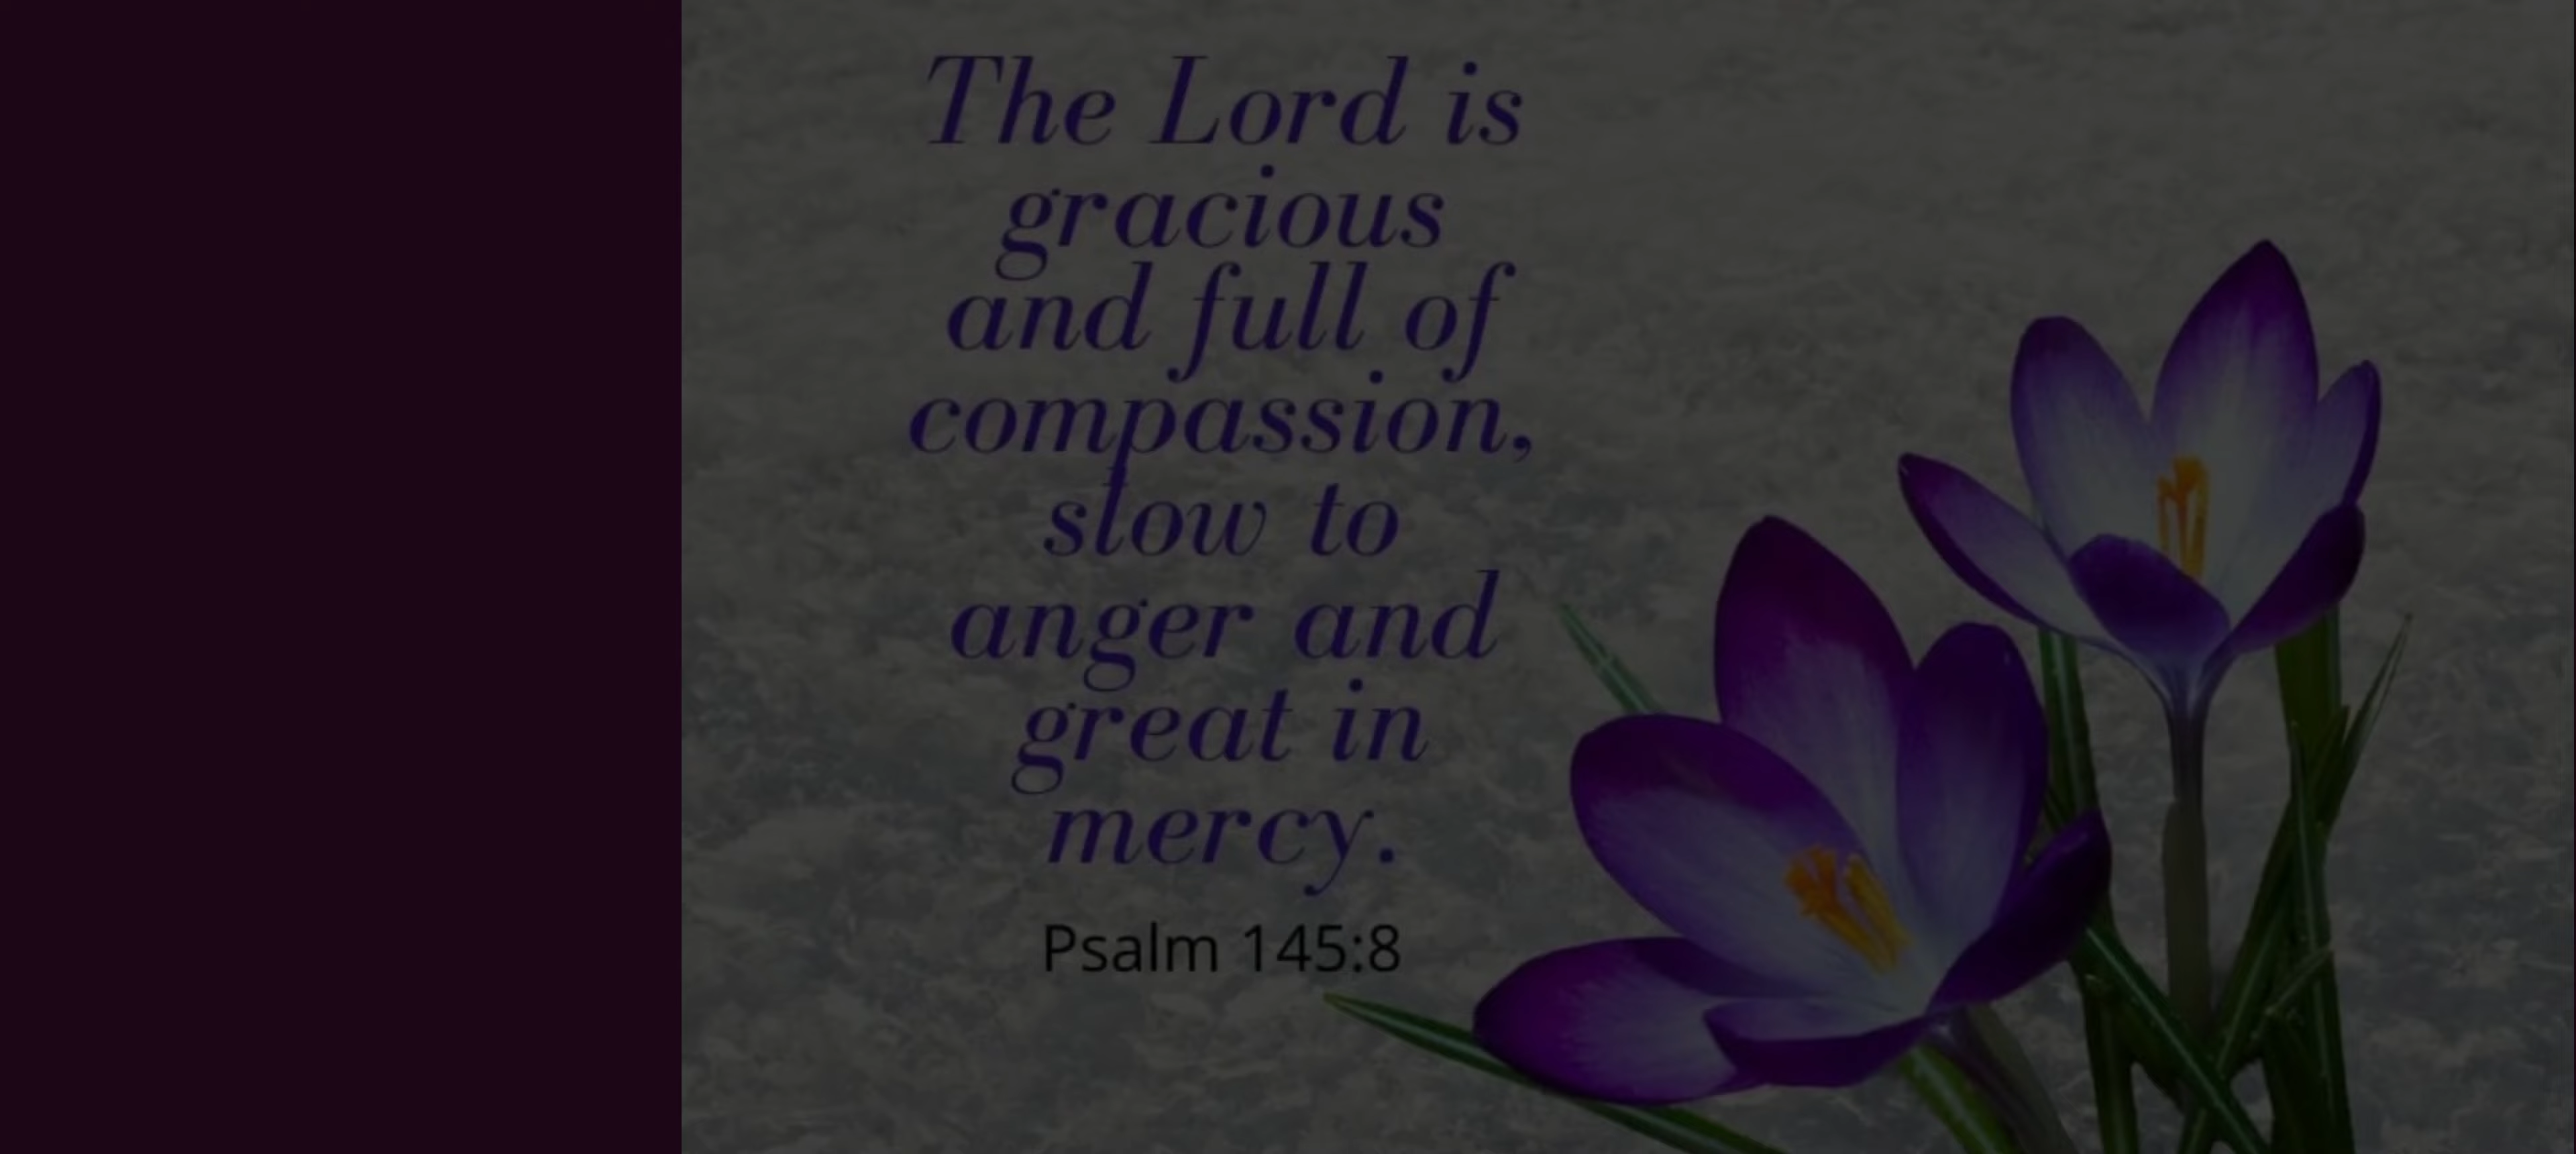 The Lord is
gracious
and full of
compassion,
slow to
anger and
great in
mercy.
Psalm 145:8